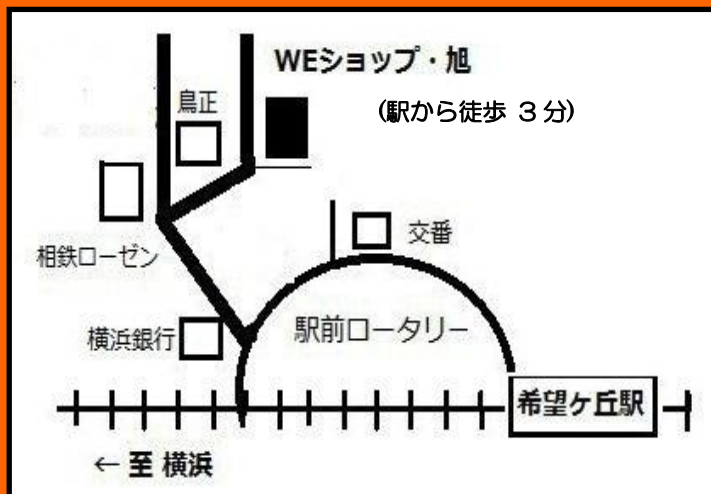 WEショップ・旭
鳥正
(駅から徒歩 3分)
交番
相鉄ローゼン
横浜銀行
駅前ロータリー
希望ケ丘駅
← 至 横浜